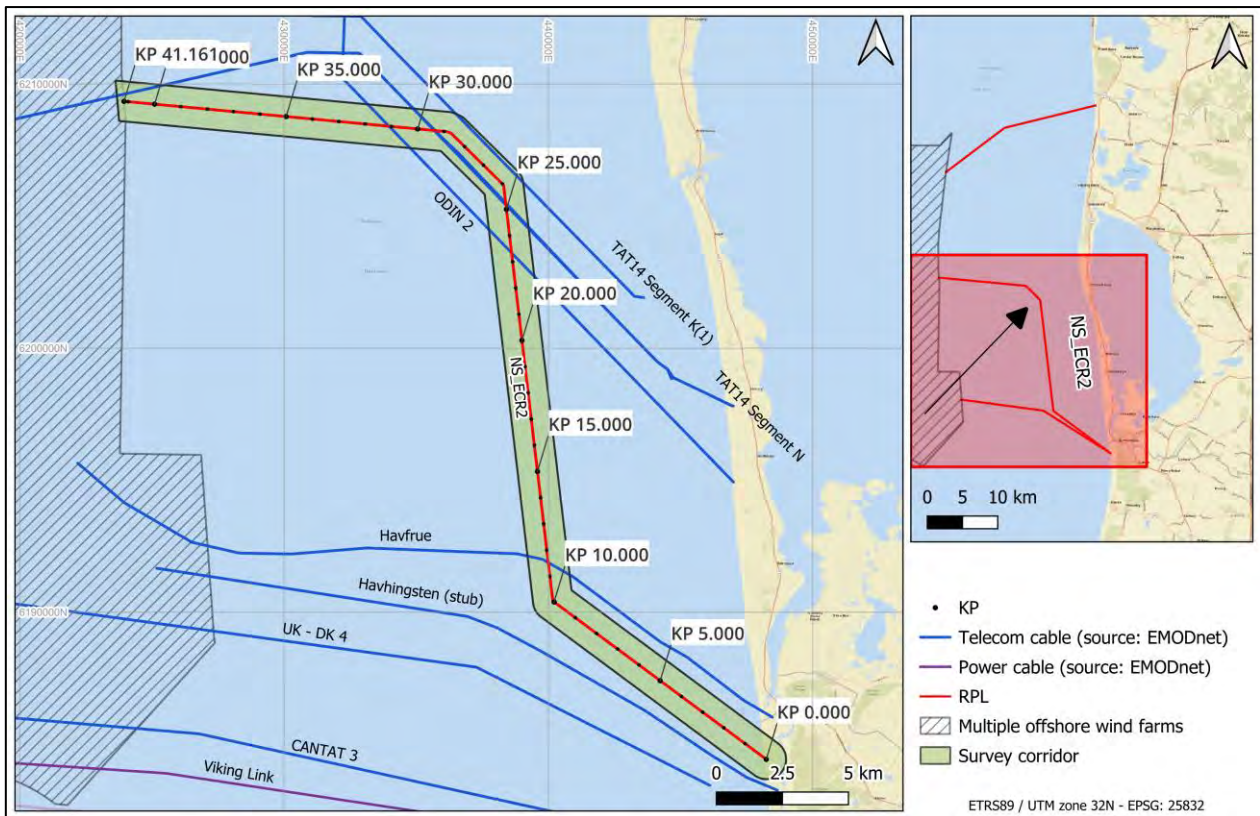 420000E
430000E
440000E
450000E
KP 41.161
000
KP 35.000
KP 30.000
6210000N
KP 25.000
ODIN 2
TAT14 Segment K(1)
KP 20.000
6200000N
NS_ECR2
TAT14 Segment N
KP 15.000
Havfrue
KP 10.000
Havhingsten (stub)
6190000N
UK - DK 4
KP 5.000
KP 0.000
CANTAT 3
Viking Link
0 2.5 5 km
NS_ECR2
0 5 10 km
KP
Telecom cable (source: EMODnet)
Power cable (source: EMODnet)
RPL
Multiple offshore wind farms
Survey corridor
ETRS89 / UTM zone 32N - EPSG: 25832